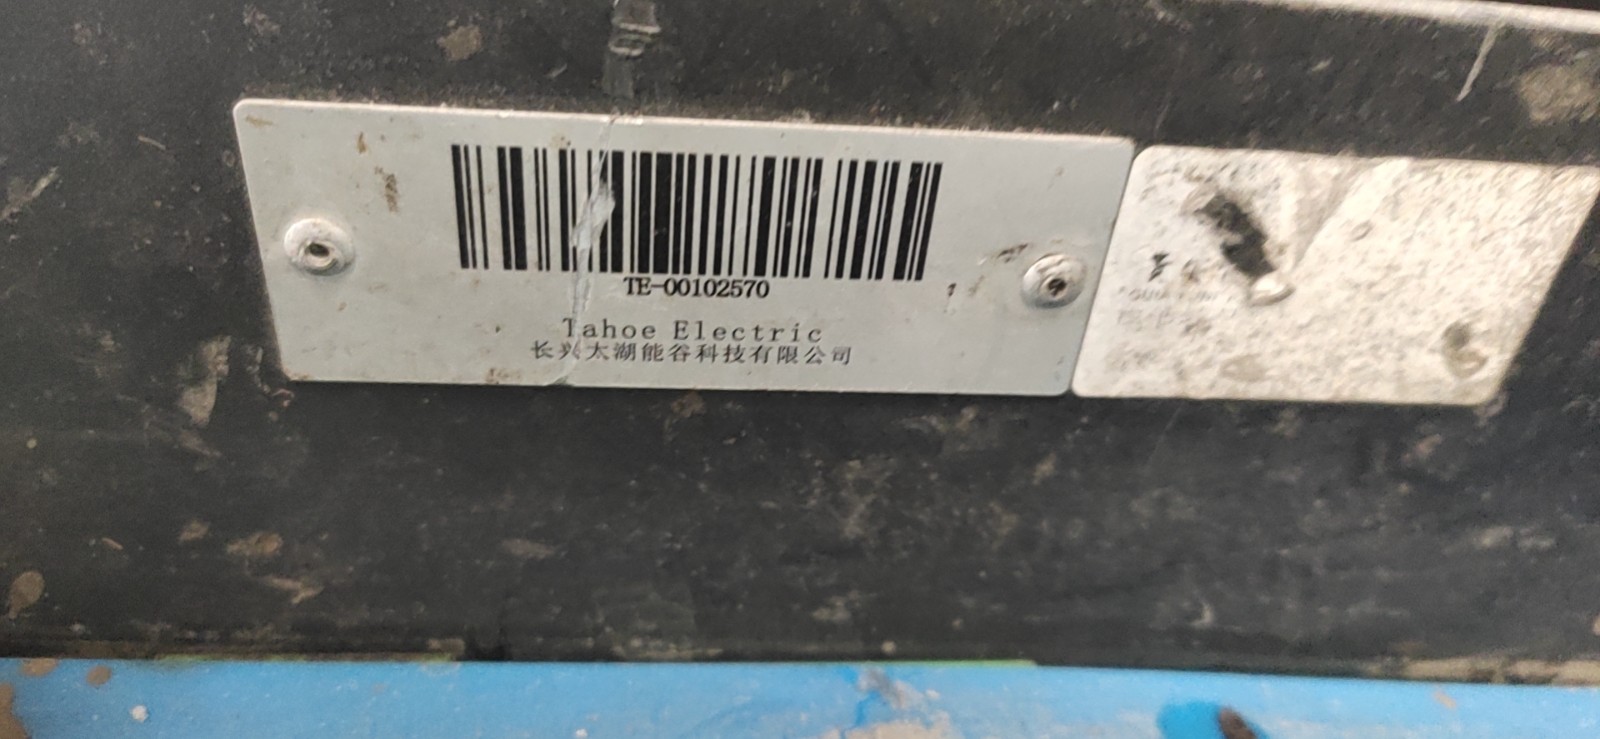 TE-00102570
Tahoe Electric
长兴太湖能谷科技有限公司